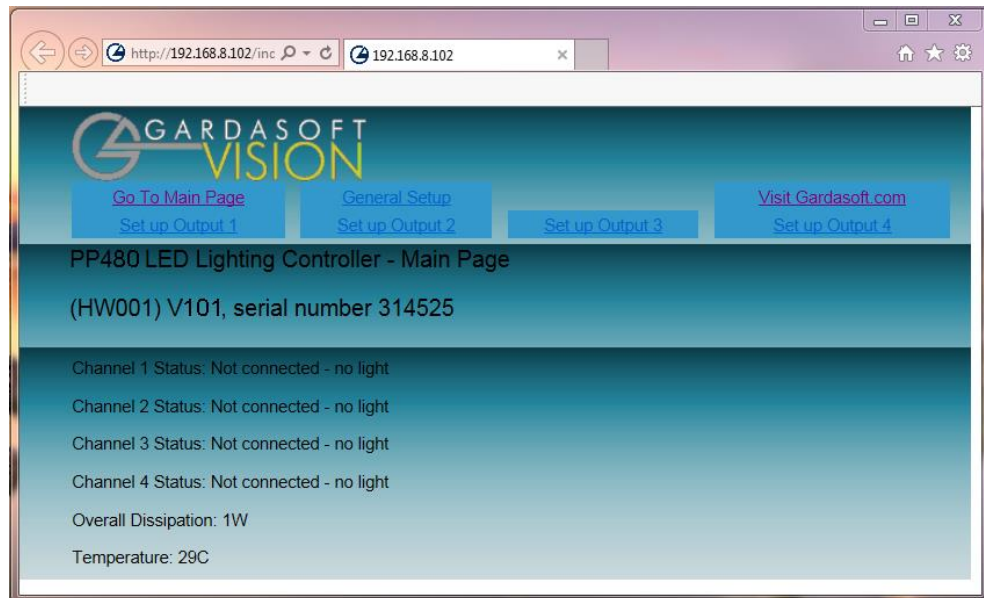 http://192.168.8.102/inc
192.168.8.102
GARDASOFT
VISION
Go To Main Page General Setup Visit Gardasoft.com
Set up Output 1 Set up Output 2 Set up Output 3 Set up Output 4
PP480 LED Lighting Controller - Main Page
(HW001) V101, serial number 314525
Channel 1 Status: Not connected - no light
Channel 2 Status: Not connected - no light
Channel 3 Status: Not connected - no light
Channel 4 Status: Not connected - no light
Overall Dissipation: 1W
Temperature: 29C